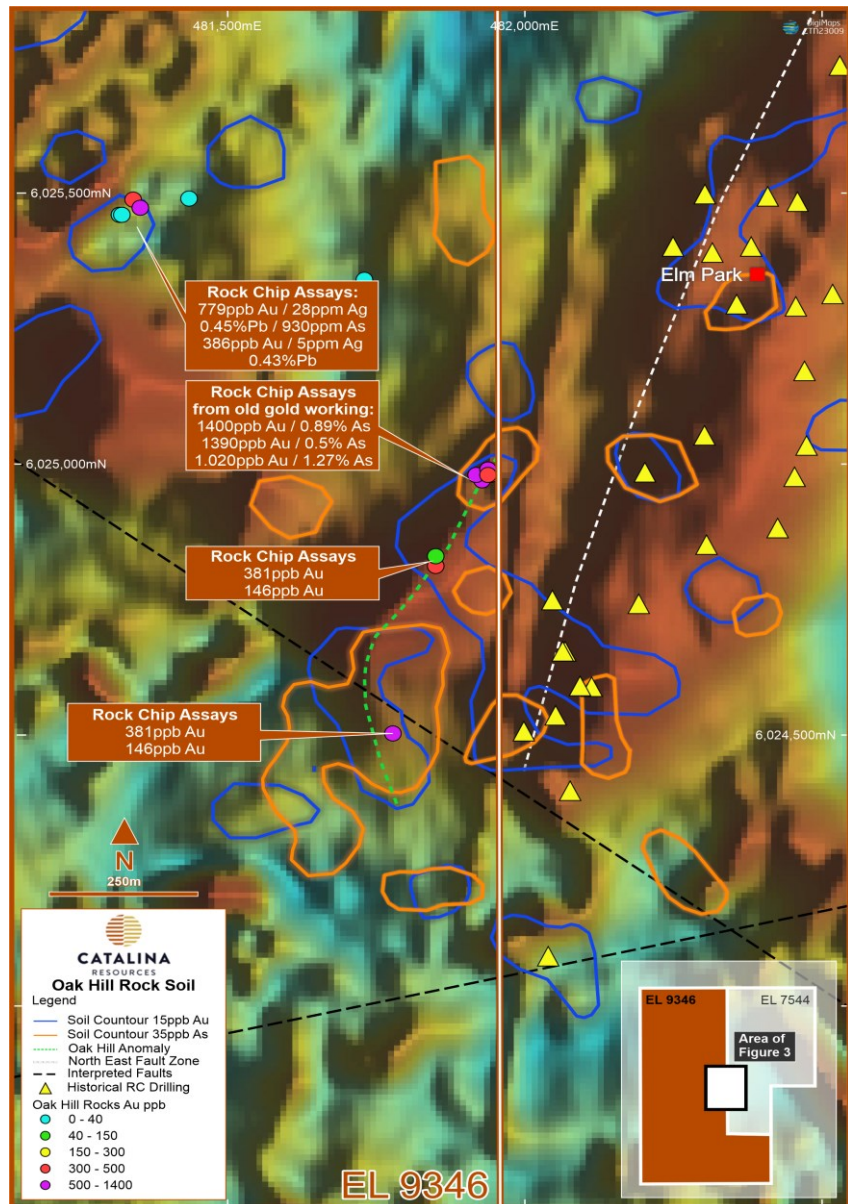 481,500mE
482,000mE
DigiMaps
CTN23009
6,025,500mN
Elm Park
Rock Chip Assays:
779ppb Au / 28ppm Ag
0.45%Pb / 930ppm As
386ppb Au / 5ppm Ag
0.43%Pb
Rock Chip Assays
from old gold working:
1400ppb Au / 0.89% As
1390ppb Au / 0.5% As
1.020ppb Au / 1.27% As
6,025,000mN
Rock Chip Assays
381ppb Au
146ppb Au
Rock Chip Assays
381ppb Au
146ppb Au
6,024,500mN
N
250m
CATALINA
RESOURCES
Oak Hill Rock Soil
Legend
Soil Countour 15ppb Au
Soil Countour 35ppb As
Oak Hill Anomaly
North East Fault Zone
Interpreted Faults
Historical RC Drilling
Oak Hill Rocks Au ppb
0 - 40
40 - 150
150 - 300
300 - 500
500 - 1400
EL 9346
EL 9346
EL 7544
Area of
Figure 3